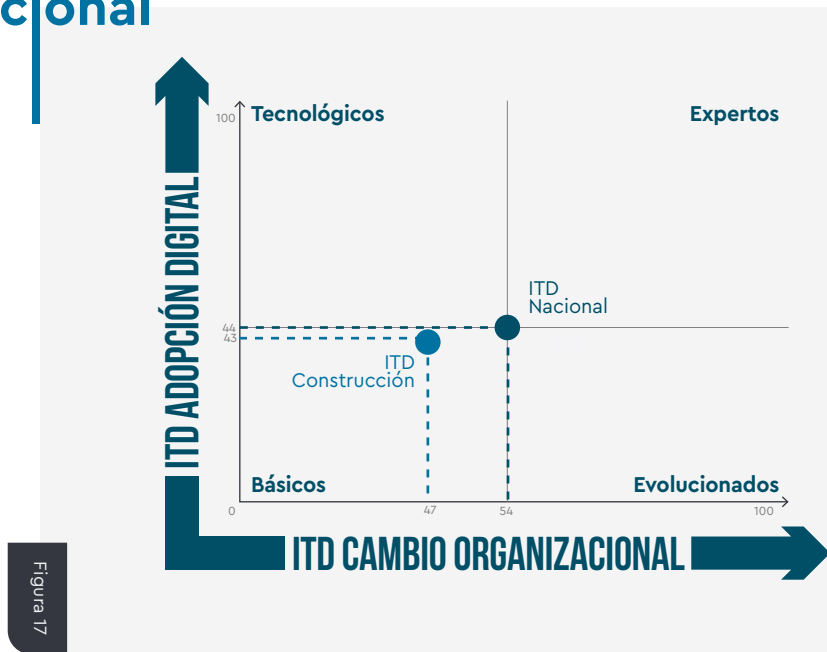 cional
100
Tecnológicos
Expertos
ITD ADOPCIÓN DIGITAL
ITD
Nacional
44
43
ITD
Construcción
Básicos
Evolucionados
0
47
54
100
ITD CAMBIO ORGANIZACIONAL
Figura 17